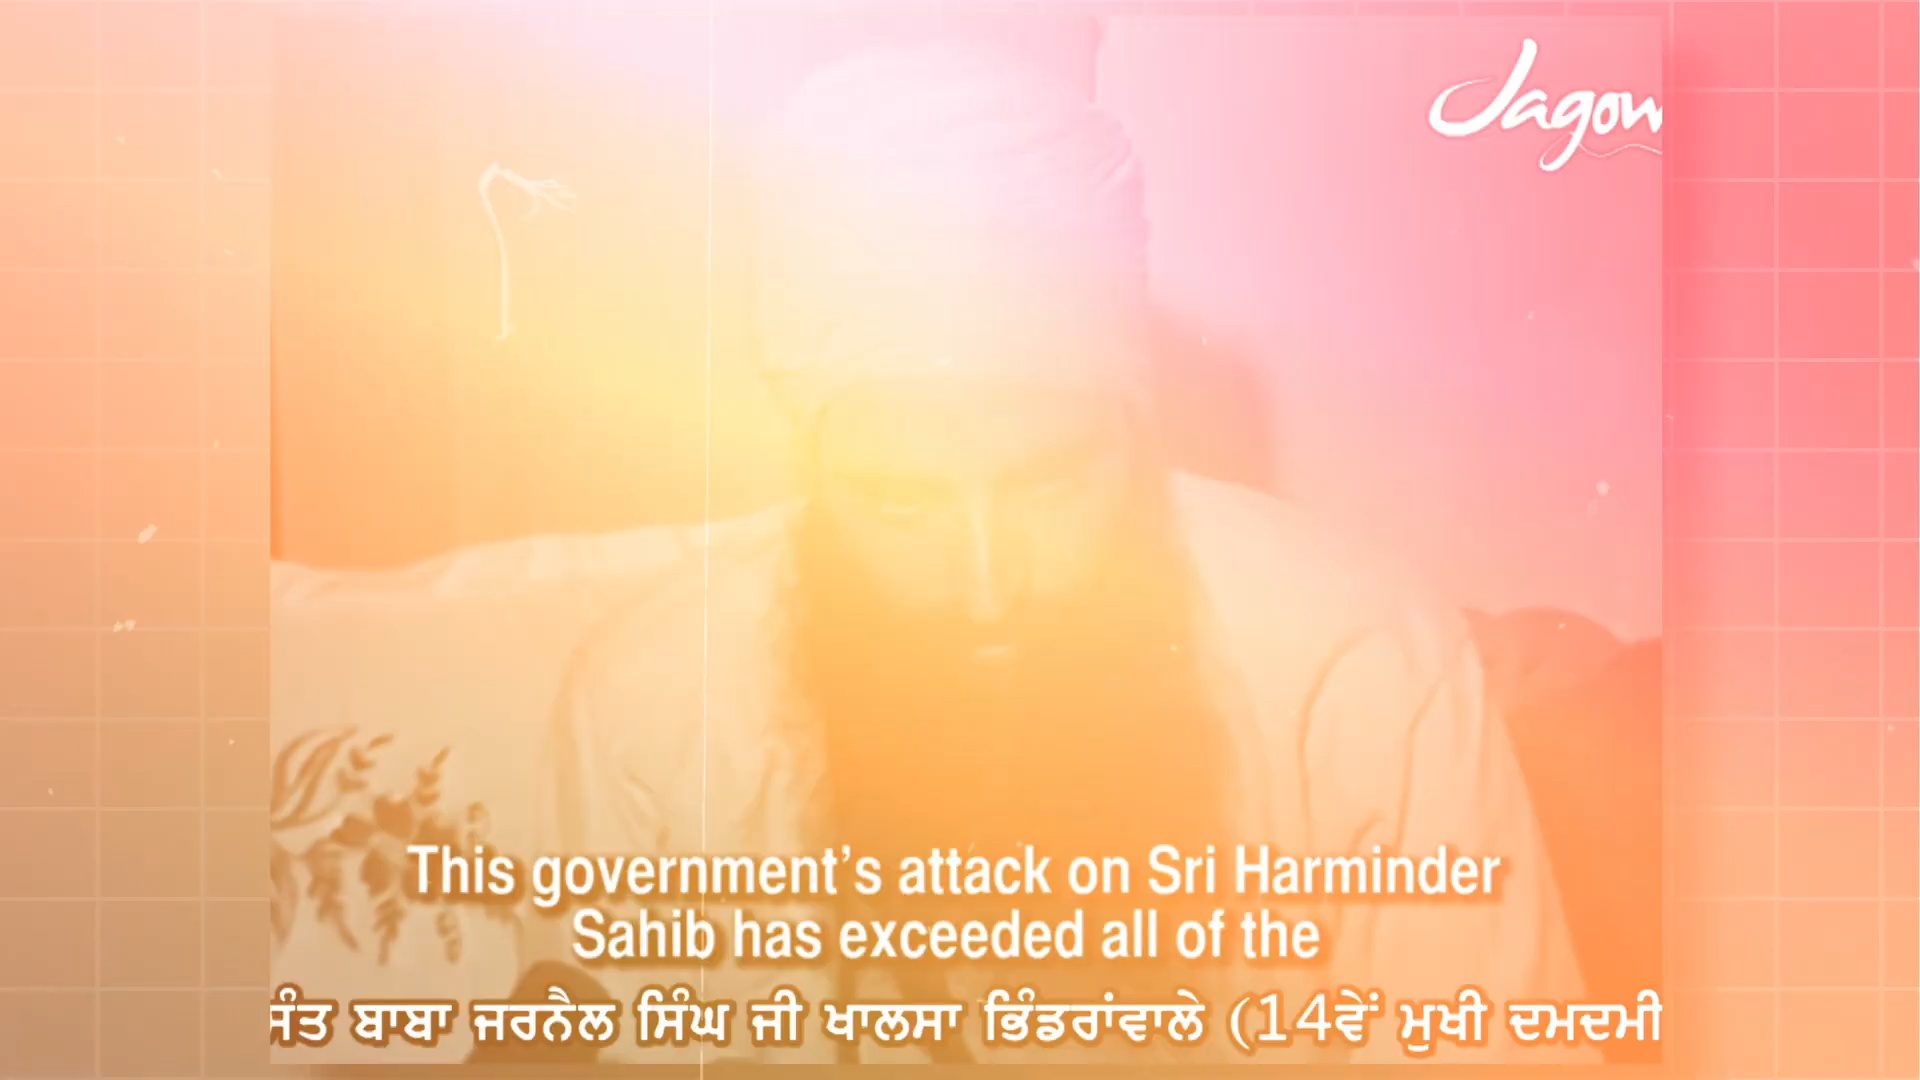 Jagow
This government’s attack on Sri Harminder
Sahib has exceeded all of the
ਸੰਤ ਬਾਬਾ ਜਰਨੈਲ ਸਿੰਘ ਜੀ ਖਾਲਸਾ ਭਿੰਡਰਾਂਵਾਲੇ (14ਵੇਂ ਮੁਖੀ ਦਮਦਮੀ